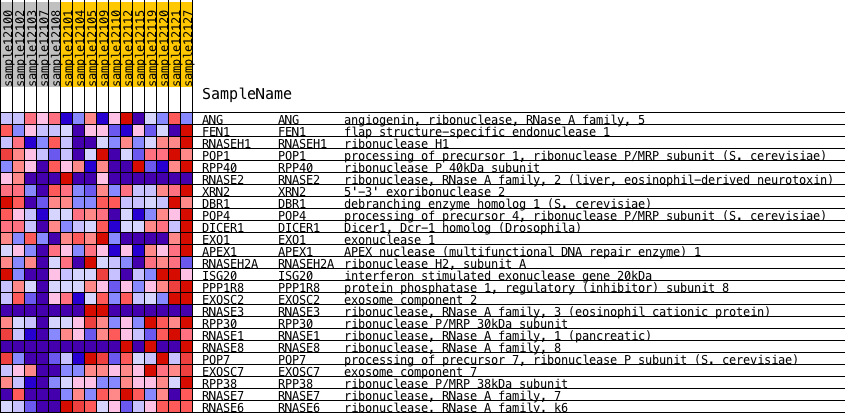 sample12100
sample12102
sample12103
sample12107
sample12108
sample12101
sample12104
sample12105
sample12109
sample12110
sample12112
sample12115
sample12119
sample12120
sample12121
sample12127
SampleName
ANG ANG angiogenin, ribonuclease, RNase A family, 5
FEN1 FEN1 flap structure-specific endonuclease 1
RNASEH1 RNASEH1 ribonuclease H1
POP1 POP1 processing of precursor 1, ribonuclease P/MRP subunit (S. cerevisiae)
RPP40 RPP40 ribonuclease P 40kDa subunit
RNASE2 RNASE2 ribonuclease, RNase A family, 2 (liver, eosinophil-derived neurotoxin)
XRN2 XRN2 5'-3' exoribonuclease 2
DBR1 DBR1 debranching enzyme homolog 1 (S. cerevisiae)
POP4 POP4 processing of precursor 4, ribonuclease P/MRP subunit (S. cerevisiae)
DICER1 DICER1 Dicer1, Dcr-1 homolog (Drosophila)
EXO1 EXO1 exonuclease 1
APEX1 APEX1 APEX nuclease (multifunctional DNA repair enzyme) 1
RNASEH2A RNASEH2A ribonuclease H2, subunit A
ISG20 ISG20 interferon stimulated exonuclease gene 20kDa
PPP1R8 PPP1R8 protein phosphatase 1, regulatory (inhibitor) subunit 8
EXOSC2 EXOSC2 exosome component 2
RNASE3 RNASE3 ribonuclease, RNase A family, 3 (eosinophil cationic protein)
RPP30 RPP30 ribonuclease P/MRP 30kDa subunit
RNASE1 RNASE1 ribonuclease, RNase A family, 1 (pancreatic)
RNASE8 RNASE8 ribonuclease, RNase A family, 8
POP7 POP7 processing of precursor 7, ribonuclease P subunit (S. cerevisiae)
EXOSC7 EXOSC7 exosome component 7
RPP38 RPP38 ribonuclease P/MRP 38kDa subunit
RNASE7 RNASE7 ribonuclease, RNase A family, 7
RNASE6 RNASE6 ribonuclease, RNase A family, k6